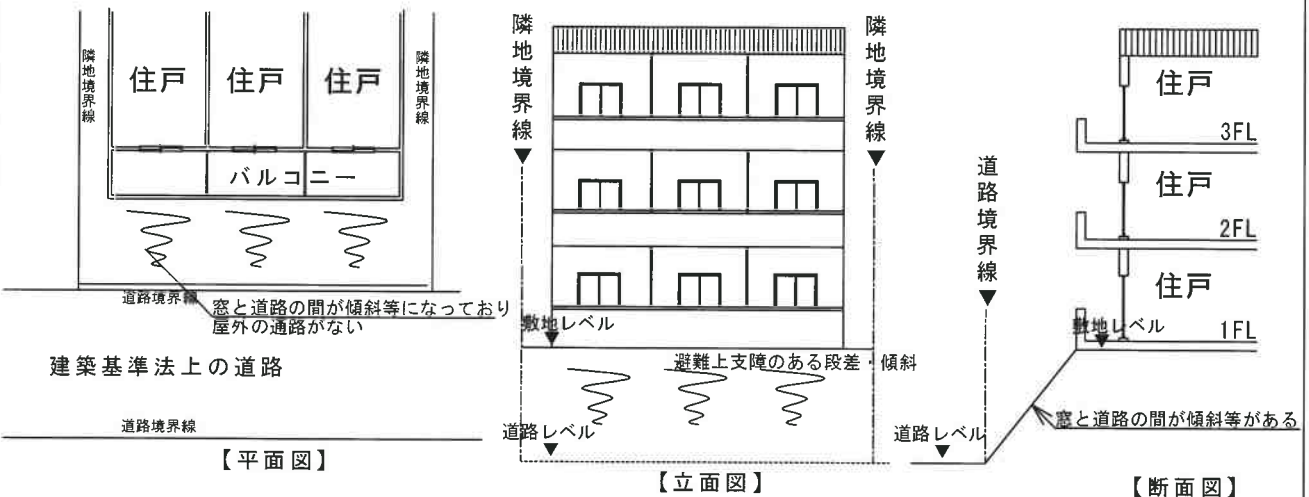 隣地境界線
住戸
住戸
住戸
隣地境界線
バルコニー
道路境界線
窓と道路の間が傾斜等になっており
屋外の通路がない
建築基準法上の道路
道路境界線
【平面図】
隣地境界線
隣地境界線
敷地レベル
避難上支障のある段差・傾斜
道路レベル
【立面図】
道路境界線
住戸
3FL
住戸
2FL
住戸
敷地レベル
1FL
窓と道路の間が傾斜等がある
道路レベル
【断面図】